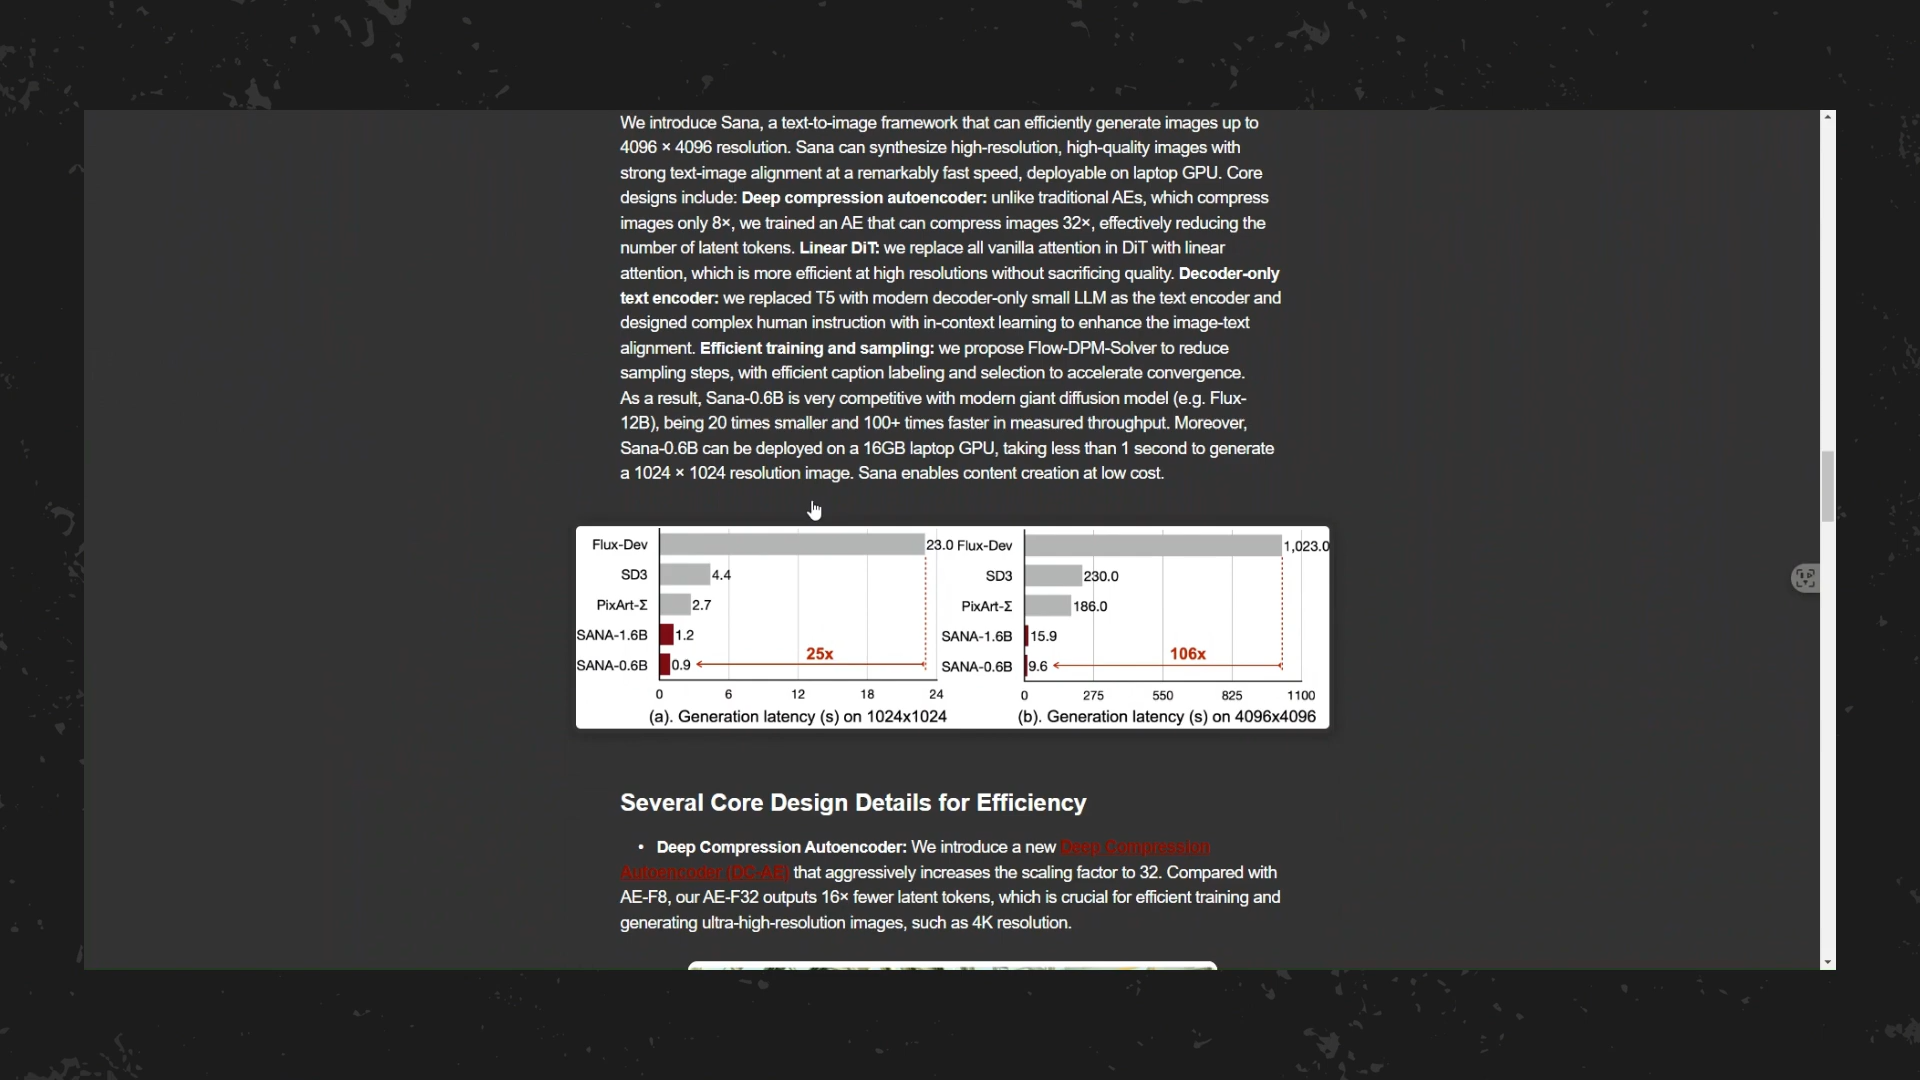 We introduce Sana, a text-to-image framework that can efficiently generate images up to
4096 × 4096 resolution. Sana can synthesize high-resolution, high-quality images with
strong text-image alignment at a remarkably fast speed, deployable on laptop GPU. Core
designs include: Deep compression autoencoder: unlike traditional AEs, which compress
images only 8×, we trained an AE that can compress images 32×, effectively reducing the
number of latent tokens. Linear DiT: we replace all vanilla attention in DiT with linear
attention, which is more efficient at high resolutions without sacrificing quality. Decoder-only
text encoder: we replaced T5 with modern decoder-only small LLM as the text encoder and
designed complex human instruction with in-context learning to enhance the image-text
alignment. Efficient training and sampling: we propose Flow-DPM-Solver to reduce
sampling steps, with efficient caption labeling and selection to accelerate convergence.
As a result, Sana-0.6B is very competitive with modern giant diffusion model (e.g. Flux-
12B), being 20 times smaller and 100+ times faster in measured throughput. Moreover,
Sana-0.6B can be deployed on a 16GB laptop GPU, taking less than 1 second to generate
a 1024 × 1024 resolution image. Sana enables content creation at low cost.
Flux-Dev 23.0
SD3 4.4
PixArt-Σ 2.7
SANA-1.6B 1.2
SANA-0.6B 0.9 25x
0 6 12 18 24
(a). Generation latency (s) on 1024x1024
Flux-Dev 1,023.0
SD3 230.0
PixArt-Σ 186.0
SANA-1.6B 15.9
SANA-0.6B 9.6 106x
0 275 550 825 1100
(b). Generation latency (s) on 4096x4096
Several Core Design Details for Efficiency
• Deep Compression Autoencoder: We introduce a new Deep Compression
Autoencoder (DC-AE) that aggressively increases the scaling factor to 32. Compared with
AE-F8, our AE-F32 outputs 16× fewer latent tokens, which is crucial for efficient training and
generating ultra-high-resolution images, such as 4K resolution.